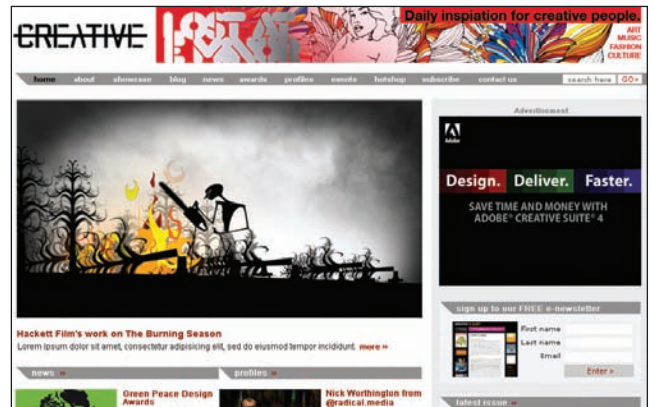 CREATIVE
LOST AT
Daily inspiation for creative people.
ART
MUSIC
FASHION
CULTURE
home about showcase blog news awards profiles events hotshop subscribe contact us
search here GO»
Advertisement
Adobe
Design. Deliver. Faster.
SAVE TIME AND MONEY WITH
ADOBE® CREATIVE SUITE® 4
sign up to our FREE e-newsletter
First name
Last name
Email
Enter »
Hackett Film's work on The Burning Season
Lorem ipsum dolor sit amet, consectetur adipisicing elit, sed do eiusmod tempor incididunt. more »
news »
profiles »
Green Peace Design
Awards
Nick Worthington from
@radical.media
latest issue »